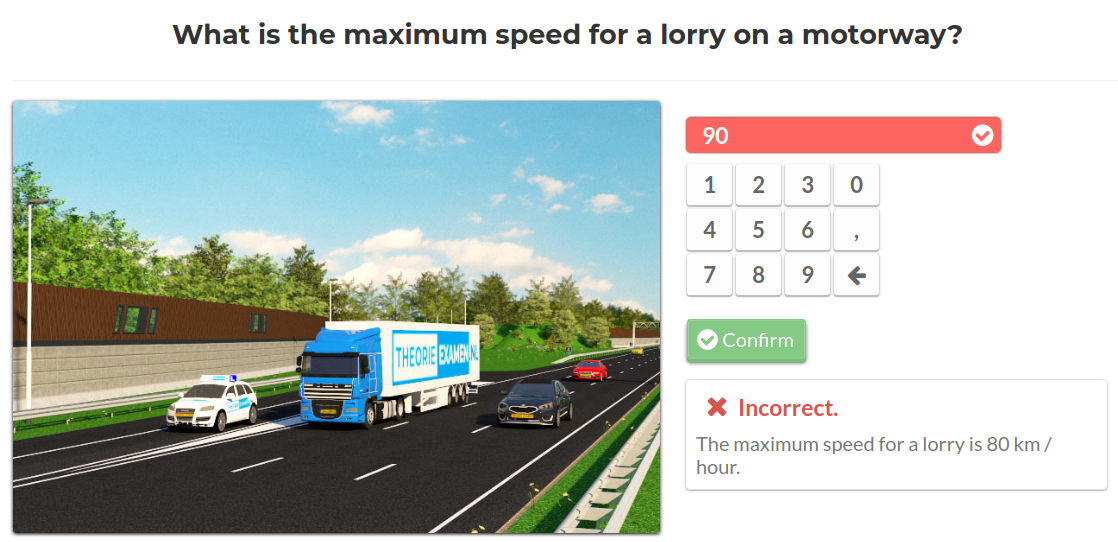 What is the maximum speed for a lorry on a motorway?
90
1 2 3 0
4 5 6 ,
7 8 9
THEORIE EXAMEN.NL
Confirm
Incorrect.
The maximum speed for a lorry is 80 km /
hour.